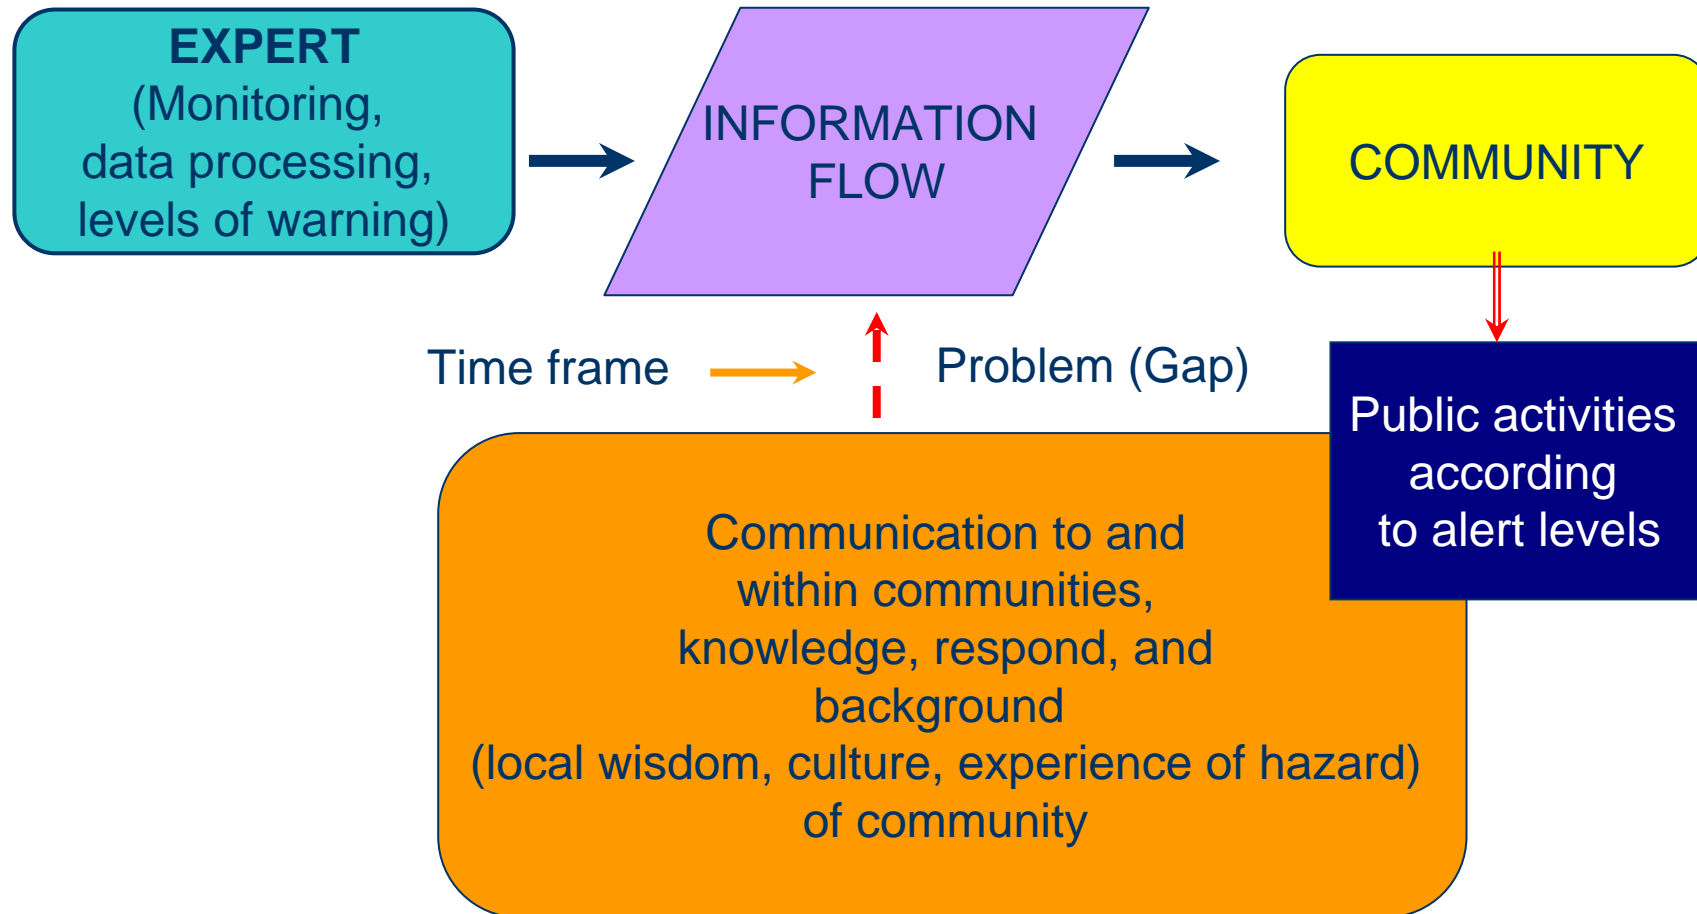 EXPERT
(Monitoring,
data processing,
levels of warning)
INFORMATION
FLOW
COMMUNITY
Time frame
Problem (Gap)
Public activities
according
to alert levels
Communication to and
within communities,
knowledge, respond, and
background
(local wisdom, culture, experience of hazard)
of community